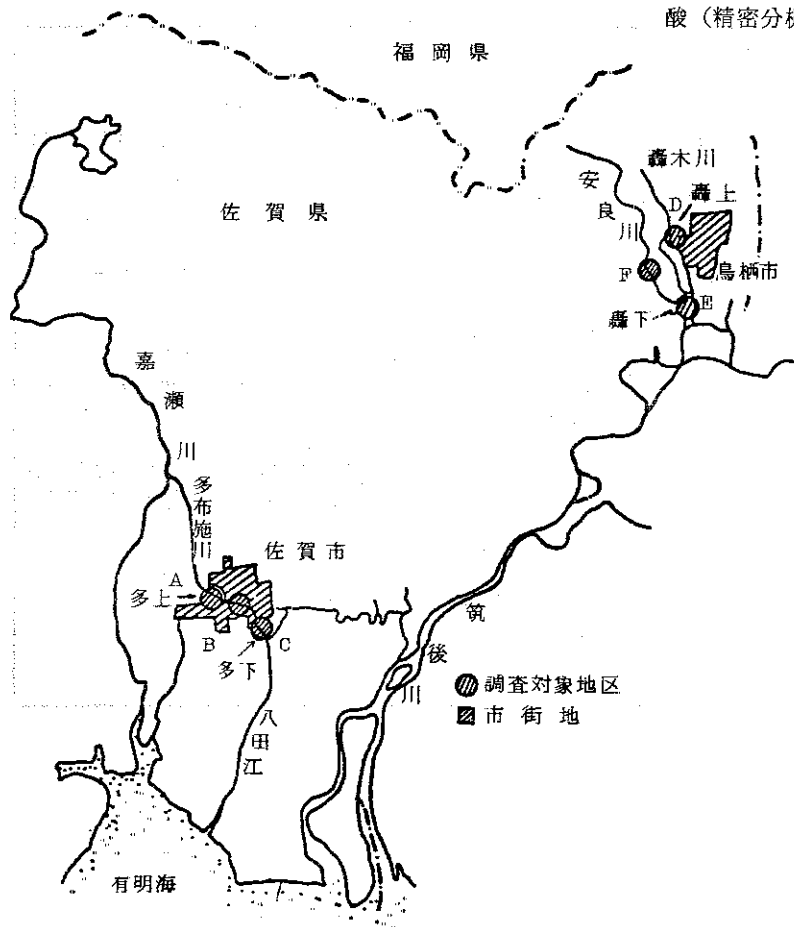 酸（精密分
福岡県
轟木川
安良川
D
轟上
佐賀県
鳥栖市
F
E
轟下
嘉瀬川
多布施川
佐賀市
A
多上
B
C
多下
筑後川
調査対象地区
市街地
八田江
有明海